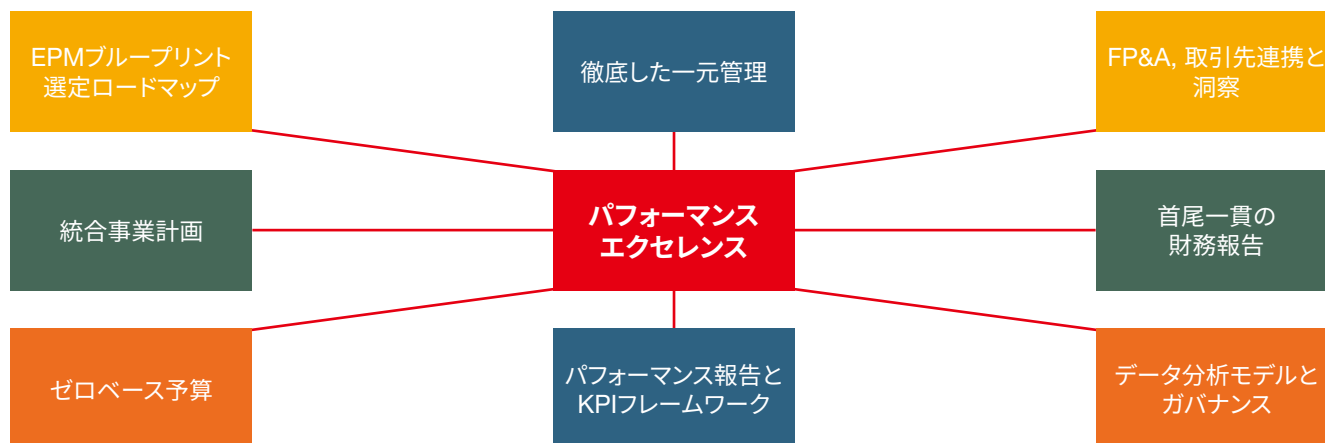 EPMブループリント
選定ロードマップ
徹底した一元管理
FP&A, 取引先連携と
洞察
統合事業計画
パフォーマンス
エクセレンス
首尾一貫の
財務報告
ゼロベース予算
パフォーマンス報告と
KPIフレームワーク
データ分析モデルと
ガバナンス